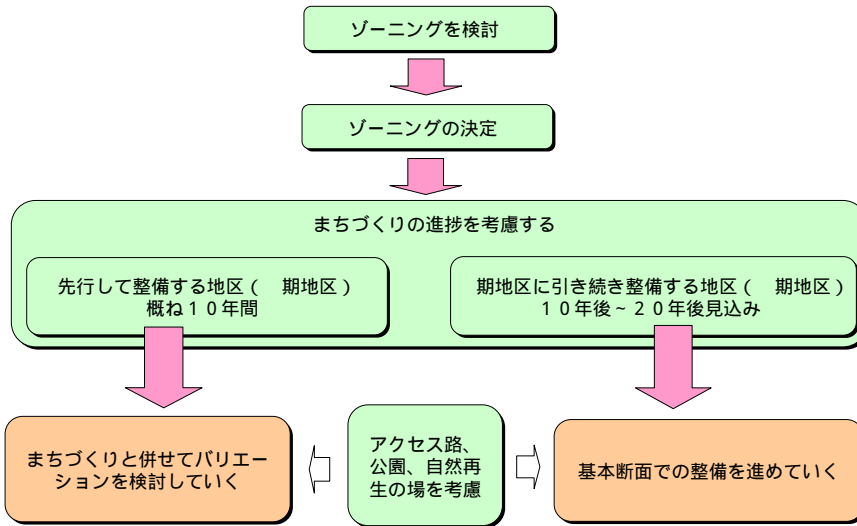 ゾーニングを検討
ゾーニングの決定
まちづくりの進捗を考慮する
先行して整備する地区(　期地区)
概ね10年間
期地区に引き続き整備する地区(　期地区)
10年後~20年後見込み
まちづくりと併せてバリエー
ションを検討していく
アクセス路、
公園、自然再
生の場を考慮
基本断面での整備を進めていく